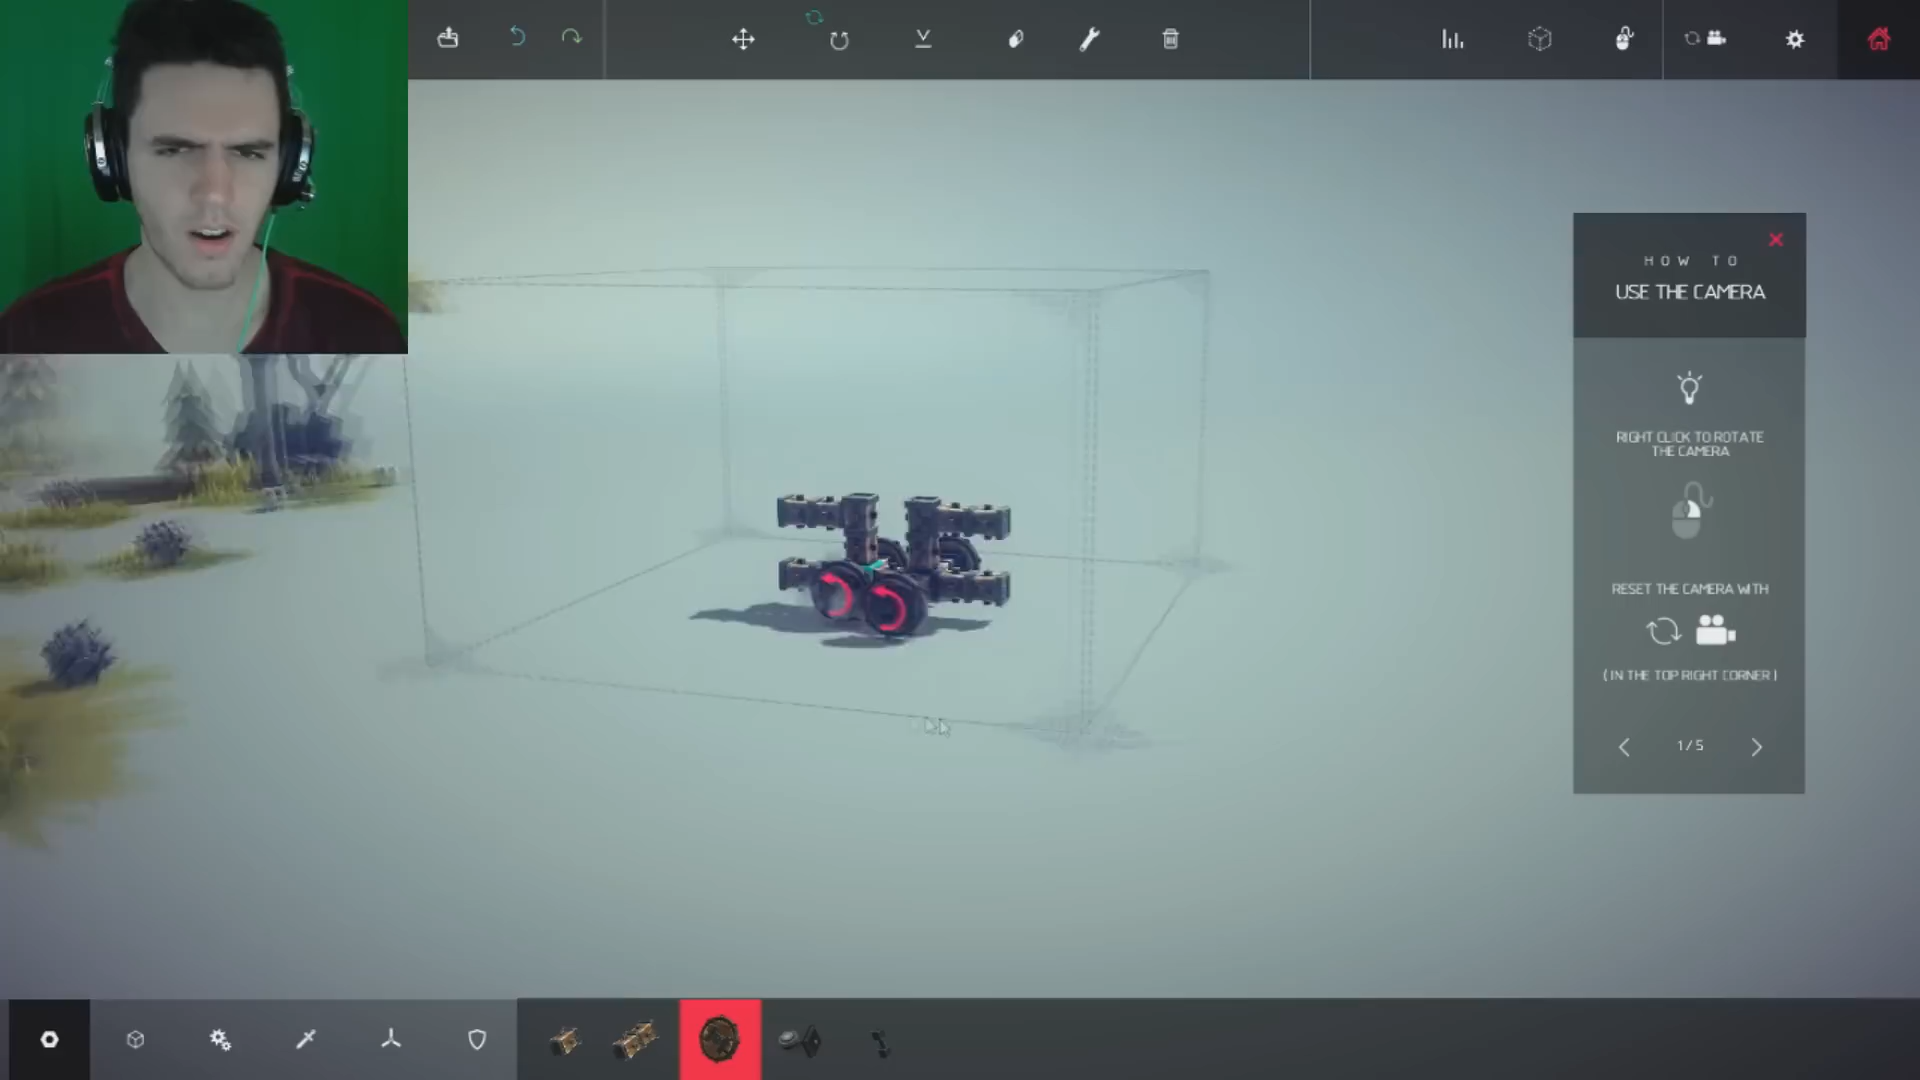 HOW TO
USE THE CAMERA
RIGHT CLICK TO ROTATE
THE CAMERA
RESET THE CAMERA WITH
( IN THE TOP RIGHT CORNER )
1/5